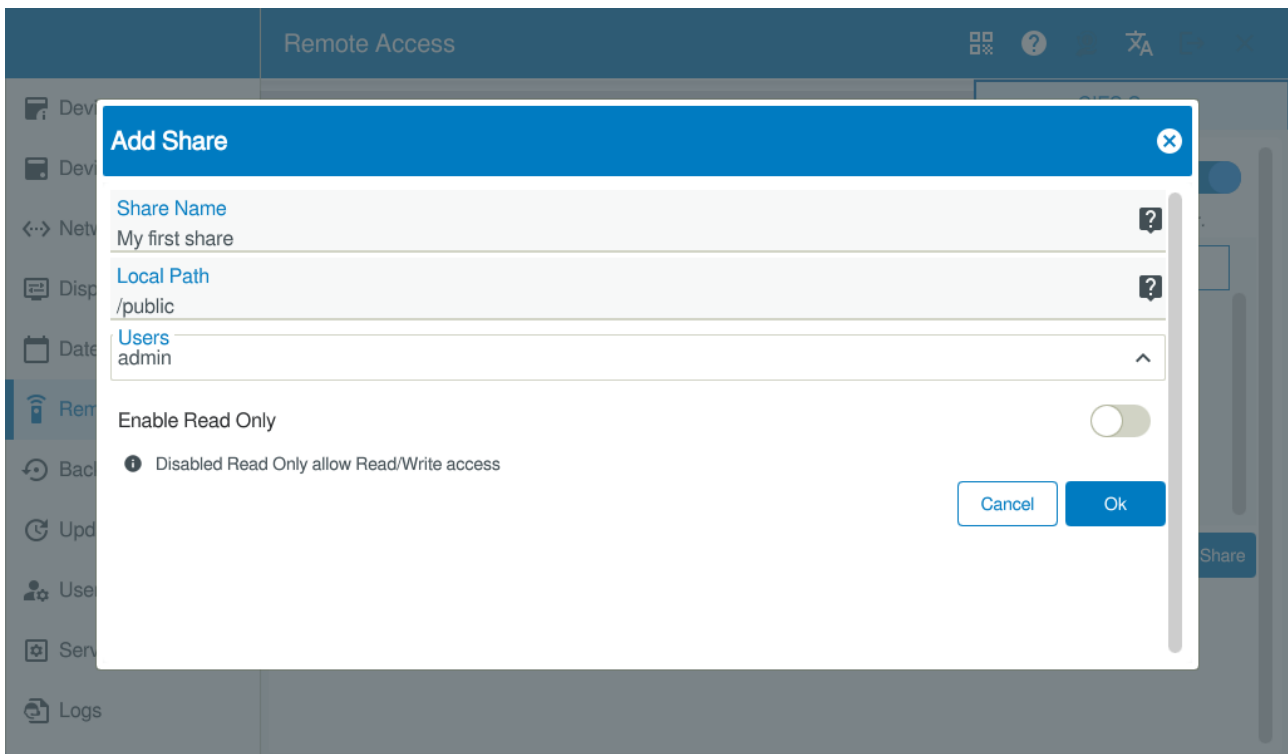 Remote Access
Add Share
Share Name
My first share
Local Path
/public
Users
admin
Enable Read Only
Disabled Read Only allow Read/Write access
Cancel
Ok
Share
Logs